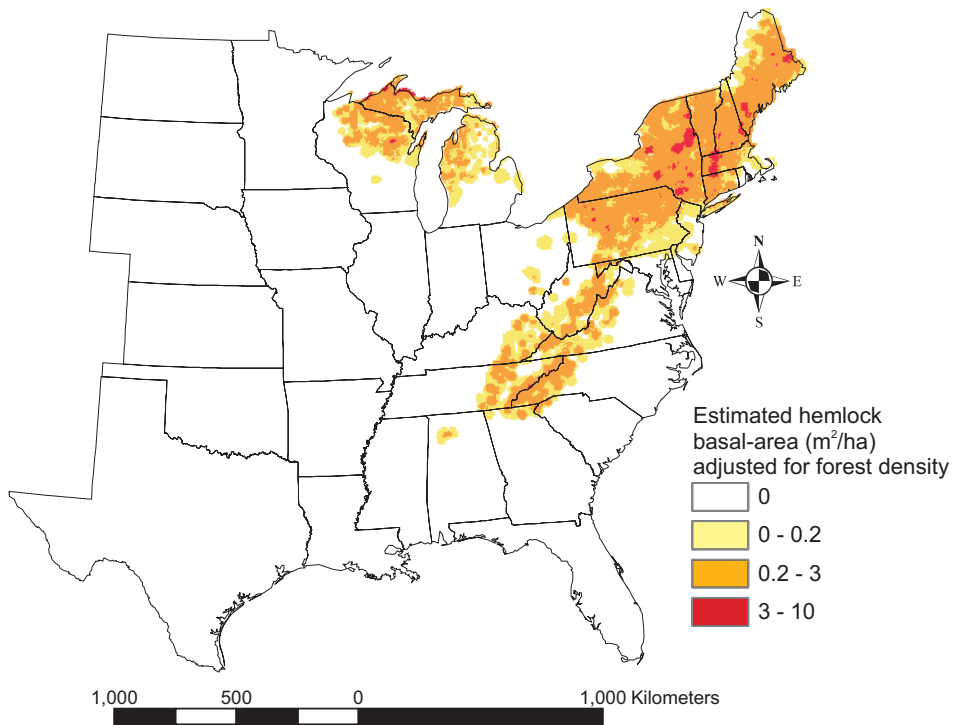 N
W E
S
Estimated hemlock
basal-area (m²/ha)
adjusted for forest density
0
0 - 0.2
0.2 - 3
3 - 10
1,000 500 0 1,000 Kilometers